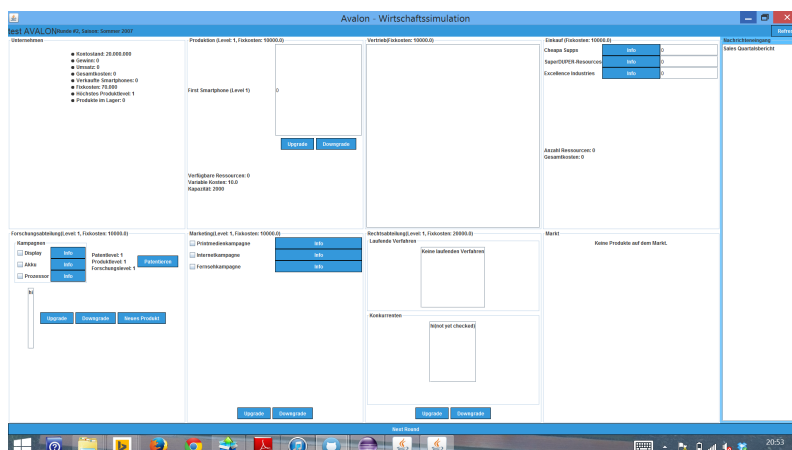 Avalon - Wirtschaftssimulation
test AVALON Runde #2, Saison: Sommer 2007
Refre
Unternehmen
Kontostand: 20.000.000
Gewinn: 0
Umsatz: 0
Gesamtkosten: 0
Verkaufte Smartphones: 0
Fixkosten: 70.000
Höchstes Produktlevel: 1
Produkte im Lager: 0
Produktion (Level: 1, Fixkosten: 10000.0)
First Smartphone (Level 1)
0
Upgrade Downgrade
Verfügbare Ressourcen: 0
Variable Kosten: 10.0
Kapazität: 2000
Vertrieb(Fixkosten: 10000.0)
Einkauf (Fixkosten: 10000.0)
Cheapa Supps Info 0
SuperDUPER-Resources Info 0
Excellence Industries Info 0
Anzahl Ressourcen: 0
Gesamtkosten: 0
Nachrichteneingang
Sales Quartalsbericht
Forschungsabteilung(Level: 1, Fixkosten: 10000.0)
Kampagnen
Display Info
Akku Info
Prozessor Info
Patentlevel: 1
Produktlevel: 1
Forschungslevel: 1
Patentieren
Upgrade Downgrade Neues Produkt
Marketing(Level: 1, Fixkosten: 10000.0)
Printmedienkampagne Info
Internetkampagne Info
Fernsehkampagne Info
Upgrade Downgrade
Rechtsabteilung(Level: 1, Fixkosten: 20000.0)
Laufende Verfahren
Keine laufenden Verfahren
Konkurrenten
(not yet checked)
Upgrade Downgrade
Markt
Keine Produkte auf dem Markt.
Next Round
20:53